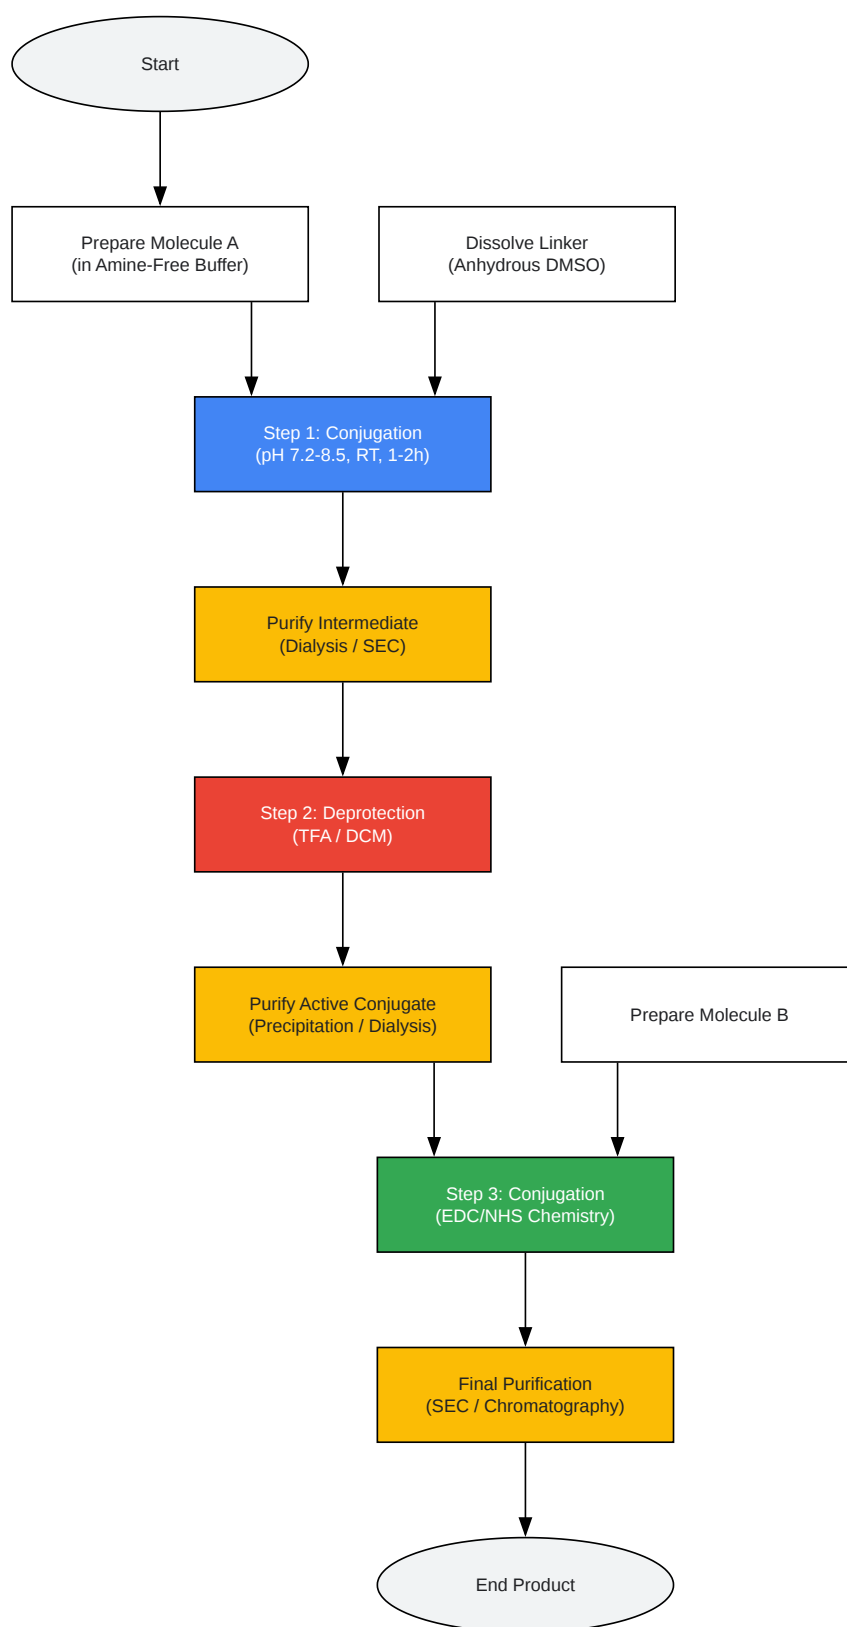 Start
Prepare Molecule A
(in Amine-Free Buffer)
Dissolve Linker
(Anhydrous DMSO)
Step 1: Conjugation
(pH 7.2-8.5, RT, 1-2h)
Purify Intermediate
(Dialysis / SEC)
Step 2: Deprotection
(TFA / DCM)
Purify Active Conjugate
(Precipitation / Dialysis)
Prepare Molecule B
Step 3: Conjugation
(EDC/NHS Chemistry)
Final Purification
(SEC / Chromatography)
End Product